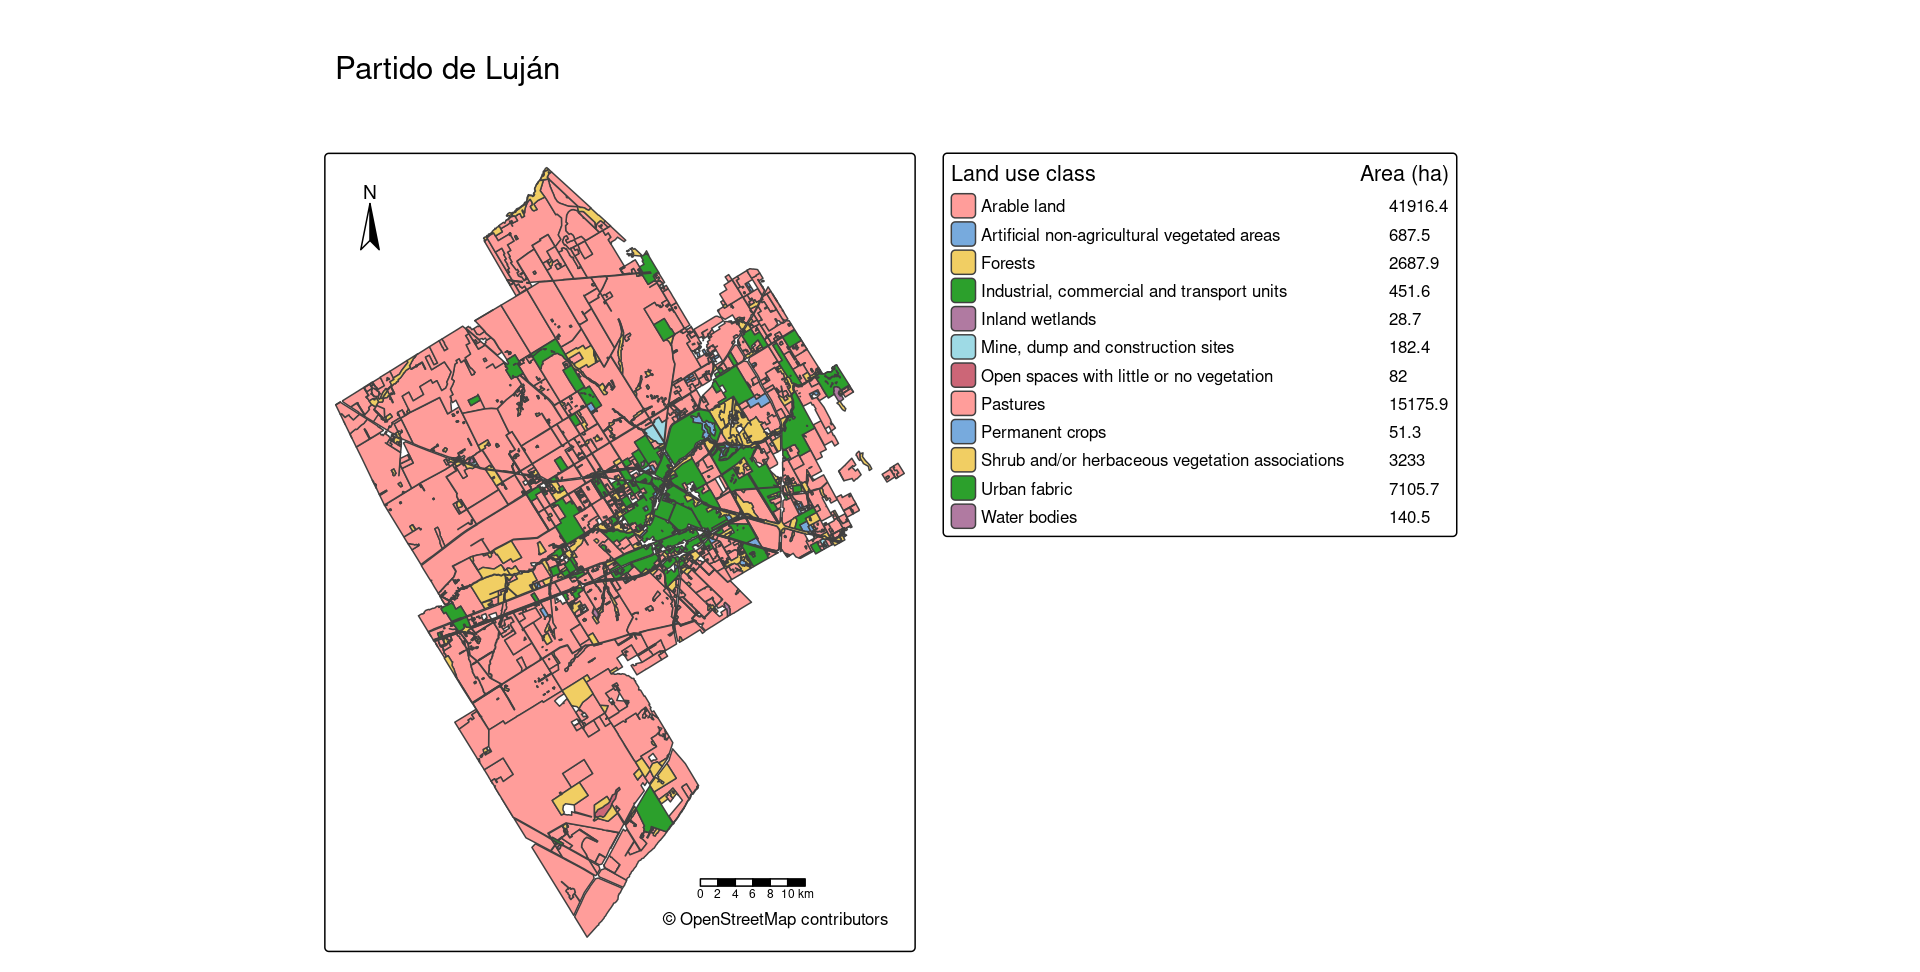 Partido de Luján
N
0 2 4 6 8 10 km
© OpenStreetMap contributors
Land use class Area (ha)
Arable land 41916.4
Artificial non-agricultural vegetated areas 687.5
Forests 2687.9
Industrial, commercial and transport units 451.6
Inland wetlands 28.7
Mine, dump and construction sites 182.4
Open spaces with little or no vegetation 82
Pastures 15175.9
Permanent crops 51.3
Shrub and/or herbaceous vegetation associations 3233
Urban fabric 7105.7
Water bodies 140.5